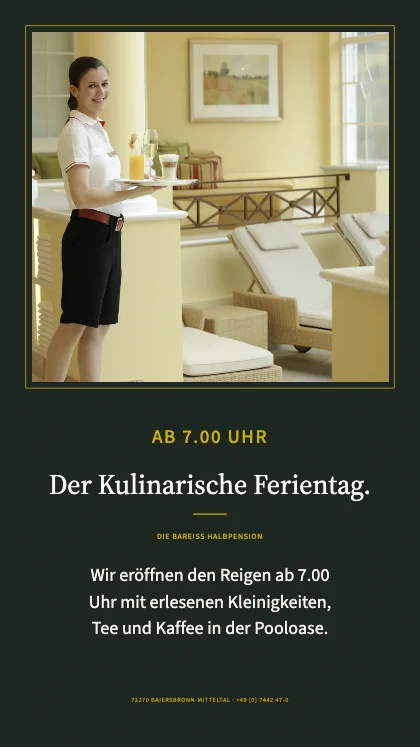 AB 7.00 UHR
Der Kulinarische Ferientag.
DIE BAREISS HALBPENSION
Wir eröffnen den Reigen ab 7.00
Uhr mit erlesenen Kleinigkeiten,
Tee und Kaffee in der Pooloase.
72270 BAIERSBRONN-MITTELTAL · +49 (0) 7442 47-0